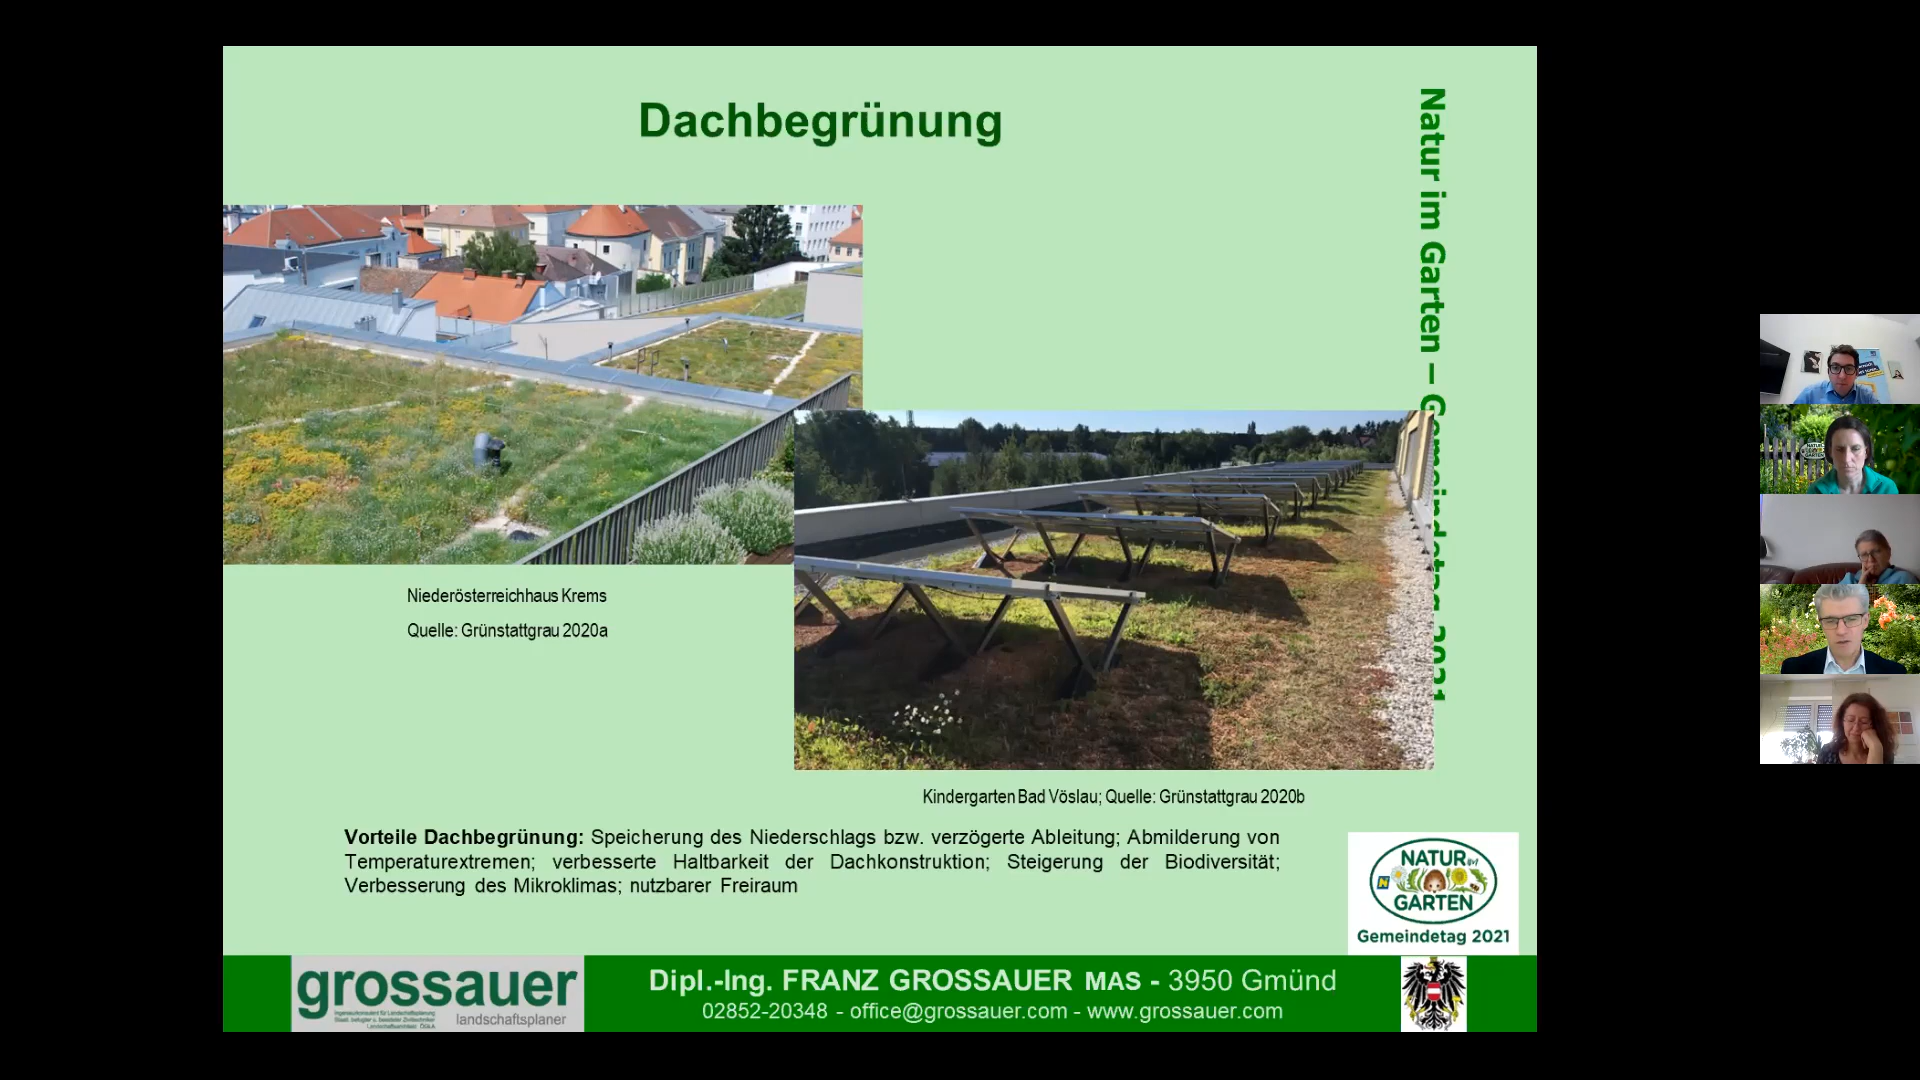 Dachbegrünung
Natur im Garten – Gemeindetag 2021
Niederösterreichhaus Krems
Quelle: Grünstattgrau 2020a
Kindergarten Bad Vöslau; Quelle: Grünstattgrau 2020b
Vorteile Dachbegrünung: Speicherung des Niederschlags bzw. verzögerte Ableitung; Abmilderung von
Temperaturextremen; verbesserte Haltbarkeit der Dachkonstruktion; Steigerung der Biodiversität;
Verbesserung des Mikroklimas; nutzbarer Freiraum
NATUR im
GARTEN
Gemeindetag 2021
grossauer
landschaftsplaner
Dipl.-Ing. FRANZ GROSSAUER MAS - 3950 Gmünd
02852-20348 - office@grossauer.com - www.grossauer.com